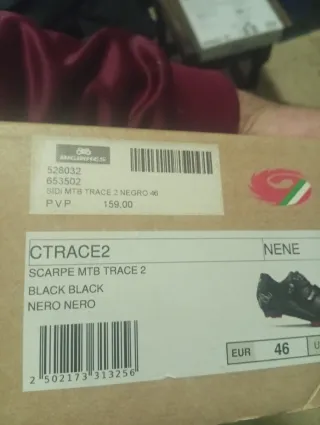 528032
653502
SIDI MTB TRACE 2 NEGRO 46
P V P 159,00
CTRACE2 NENE
SCARPE MTB TRACE 2
BLACK BLACK
NERO NERO
EUR 46 U
2 502173 313256